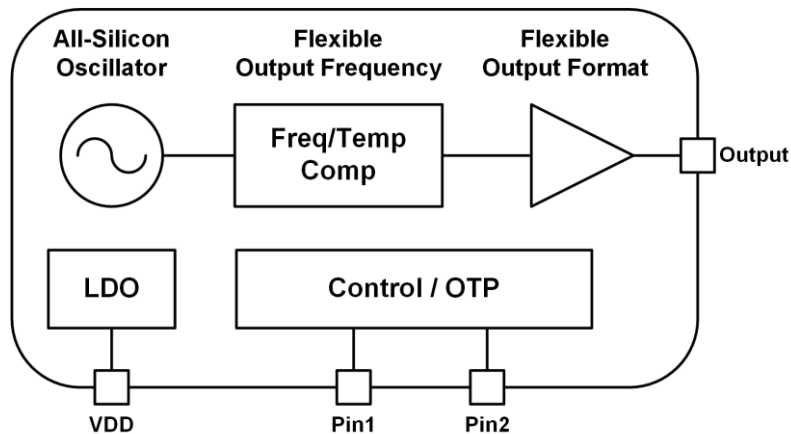 All-Silicon
Oscillator
Flexible
Output Frequency
Flexible
Output Format
Freq/Temp
Comp
Output
LDO
Control / OTP
VDD
Pin1
Pin2